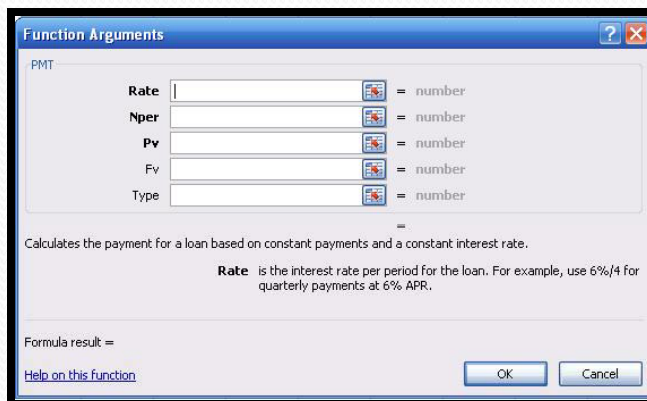 Function Arguments
PMT
Rate = number
Nper = number
Pv = number
Fv = number
Type = number
=
Calculates the payment for a loan based on constant payments and a constant interest rate.
Rate is the interest rate per period for the loan. For example, use 6%/4 for
quarterly payments at 6% APR.
Formula result =
Help on this function
OK Cancel